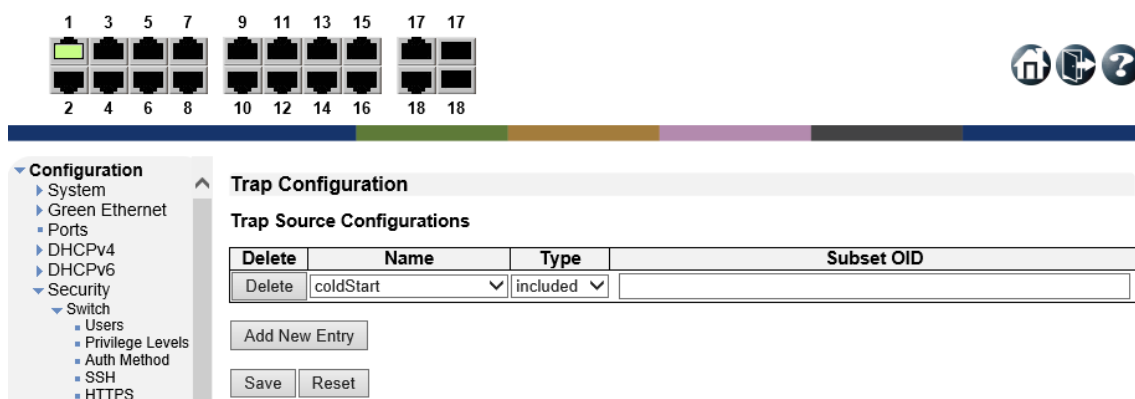 1 3 5 7 9 11 13 15 17 17
2 4 6 8 10 12 14 16 18 18
?
Configuration
System
Green Ethernet
Ports
DHCPv4
DHCPv6
Security
Switch
Users
Privilege Levels
Auth Method
SSH
HTTPS
Trap Configuration
Trap Source Configurations
Delete Name Type Subset OID
Delete coldStart included
Add New Entry
Save Reset